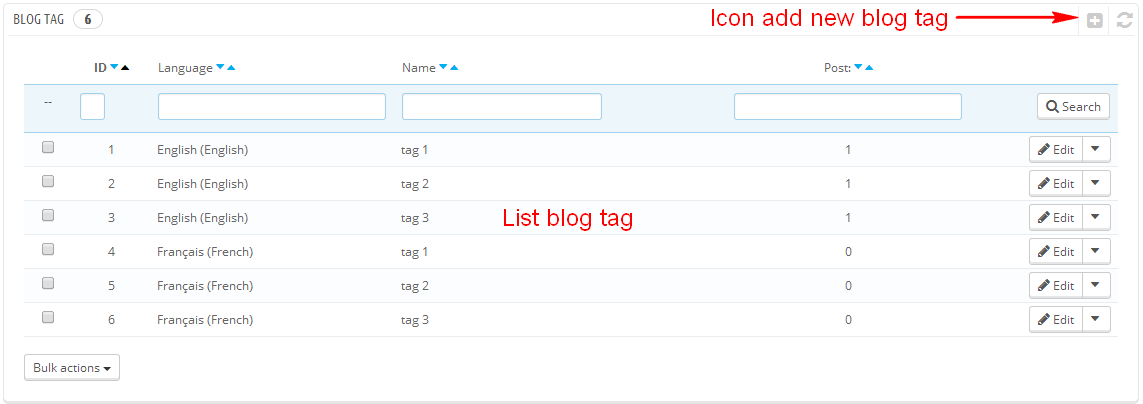 BLOG TAG 6 Icon add new blog tag
ID Language Name Post:
-- Search
1 English (English) tag 1 1 Edit
2 English (English) tag 2 1 Edit
3 English (English) tag 3 1 Edit
List blog tag
4 Français (French) tag 1 0 Edit
5 Français (French) tag 2 0 Edit
6 Français (French) tag 3 0 Edit
Bulk actions